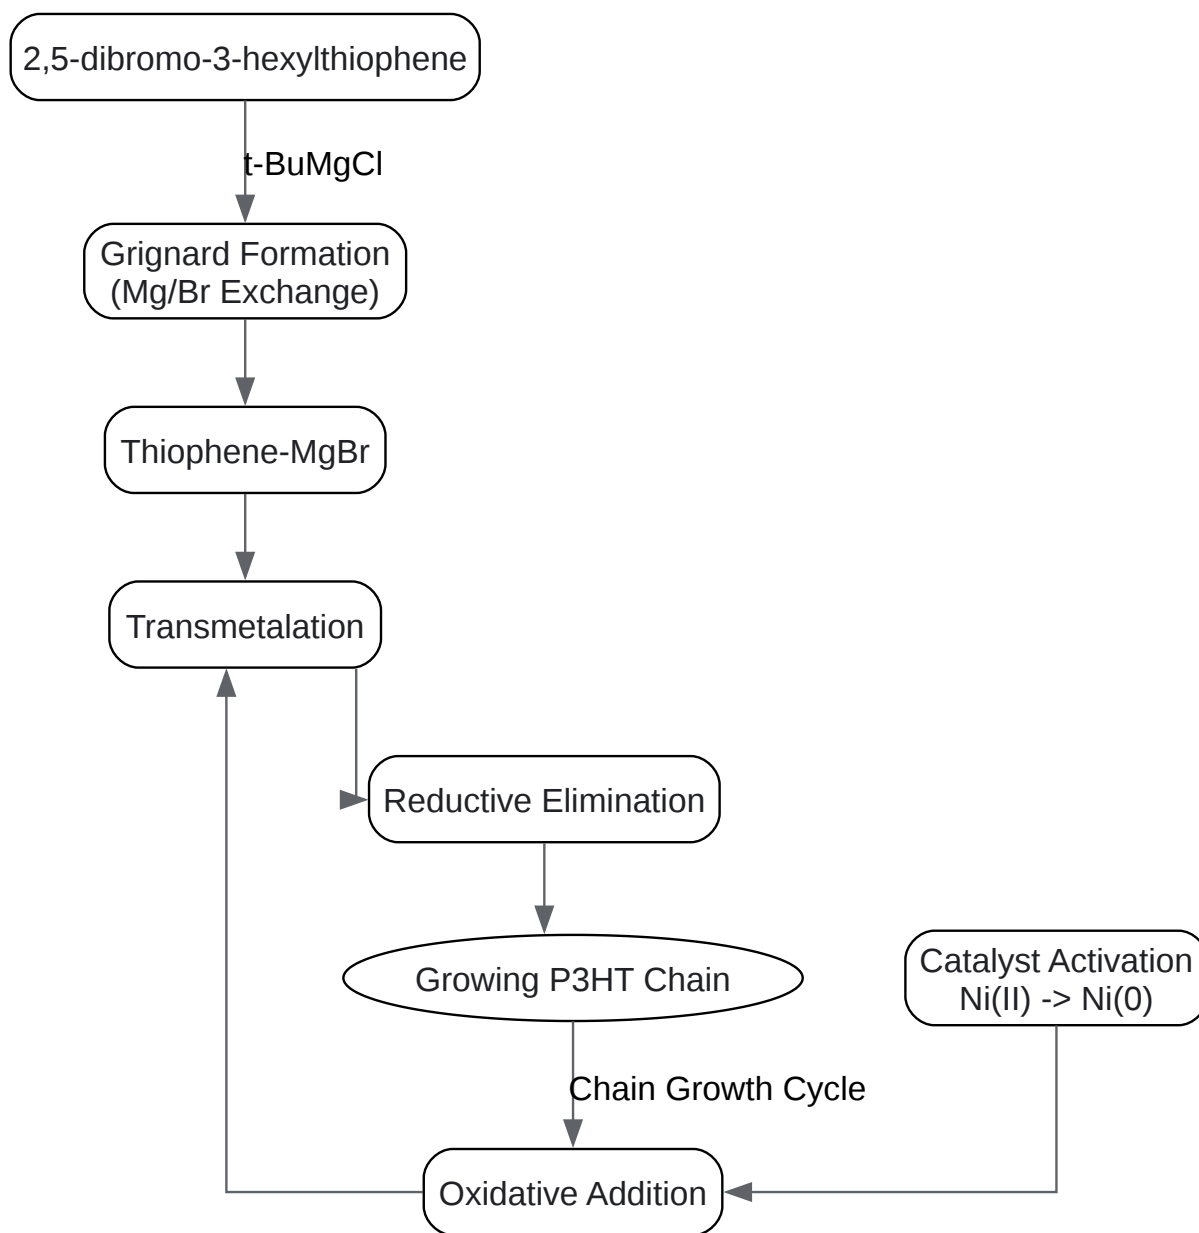 2,5-dibromo-3-hexylthiophene
t-BuMgCl
Grignard Formation
(Mg/Br Exchange)
Thiophene-MgBr
Transmetalation
Reductive Elimination
Growing P3HT Chain
Catalyst Activation
Ni(II) -> Ni(0)
Chain Growth Cycle
Oxidative Addition